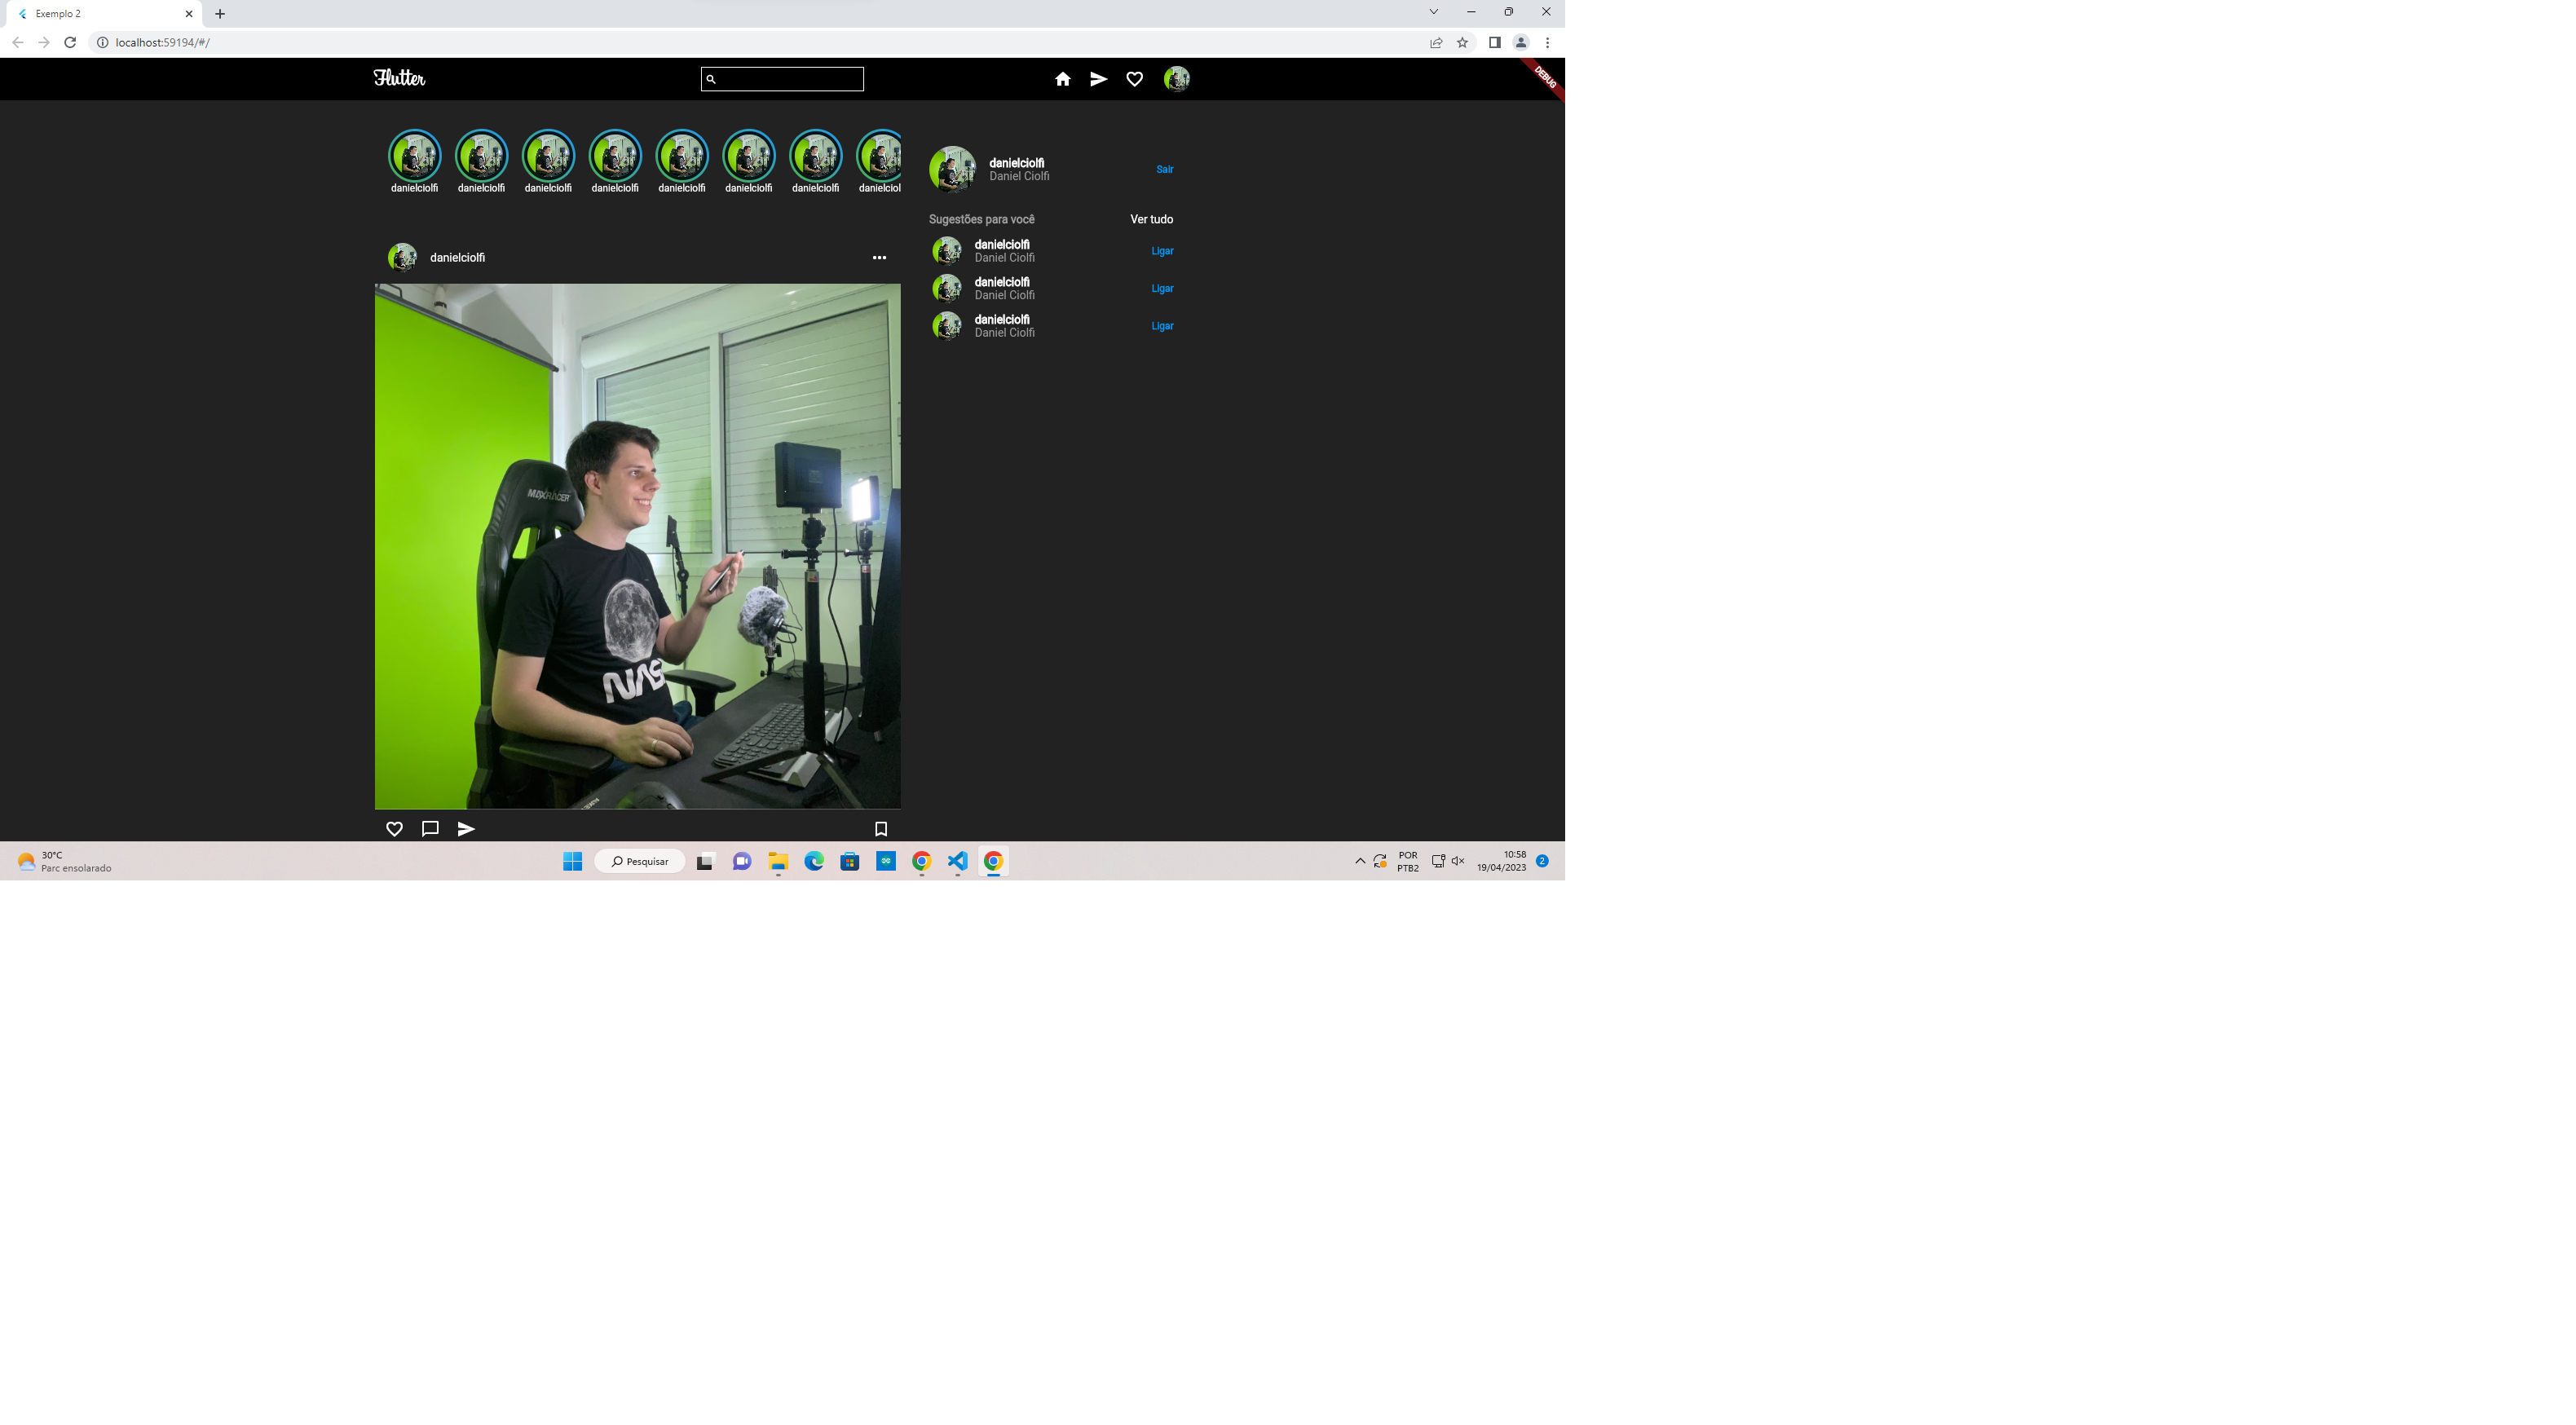 Exemplo 2
localhost:59194/#/
Flutter
DEBUG
danielciolfi danielciolfi danielciolfi danielciolfi danielciolfi danielciolfi danielciolfi danielciol
danielciolfi
Daniel Ciolfi
Sair
Sugestões para você Ver tudo
danielciolfi
Daniel Ciolfi
Ligar
danielciolfi
Daniel Ciolfi
Ligar
danielciolfi
Daniel Ciolfi
Ligar
danielciolfi
MAXRACER
NAS
30°C
Parc ensolarado
Pesquisar
POR
PTB2
10:58
19/04/2023
2